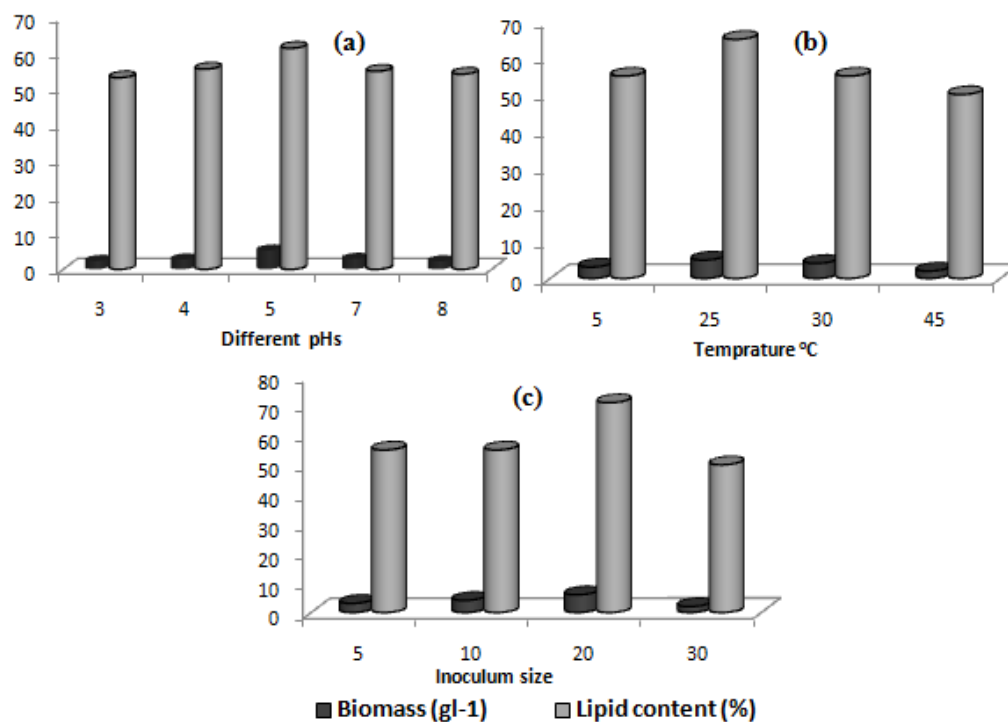 (a)
70
60
50
40
30
20
10
0
3 4 5 7 8
Different pHs
(b)
70
60
50
40
30
20
10
0
5 25 30 45
Temprature ºC
(c)
80
70
60
50
40
30
20
10
0
5 10 20 30
Inoculum size
Biomass (gl-1) Lipid content (%)